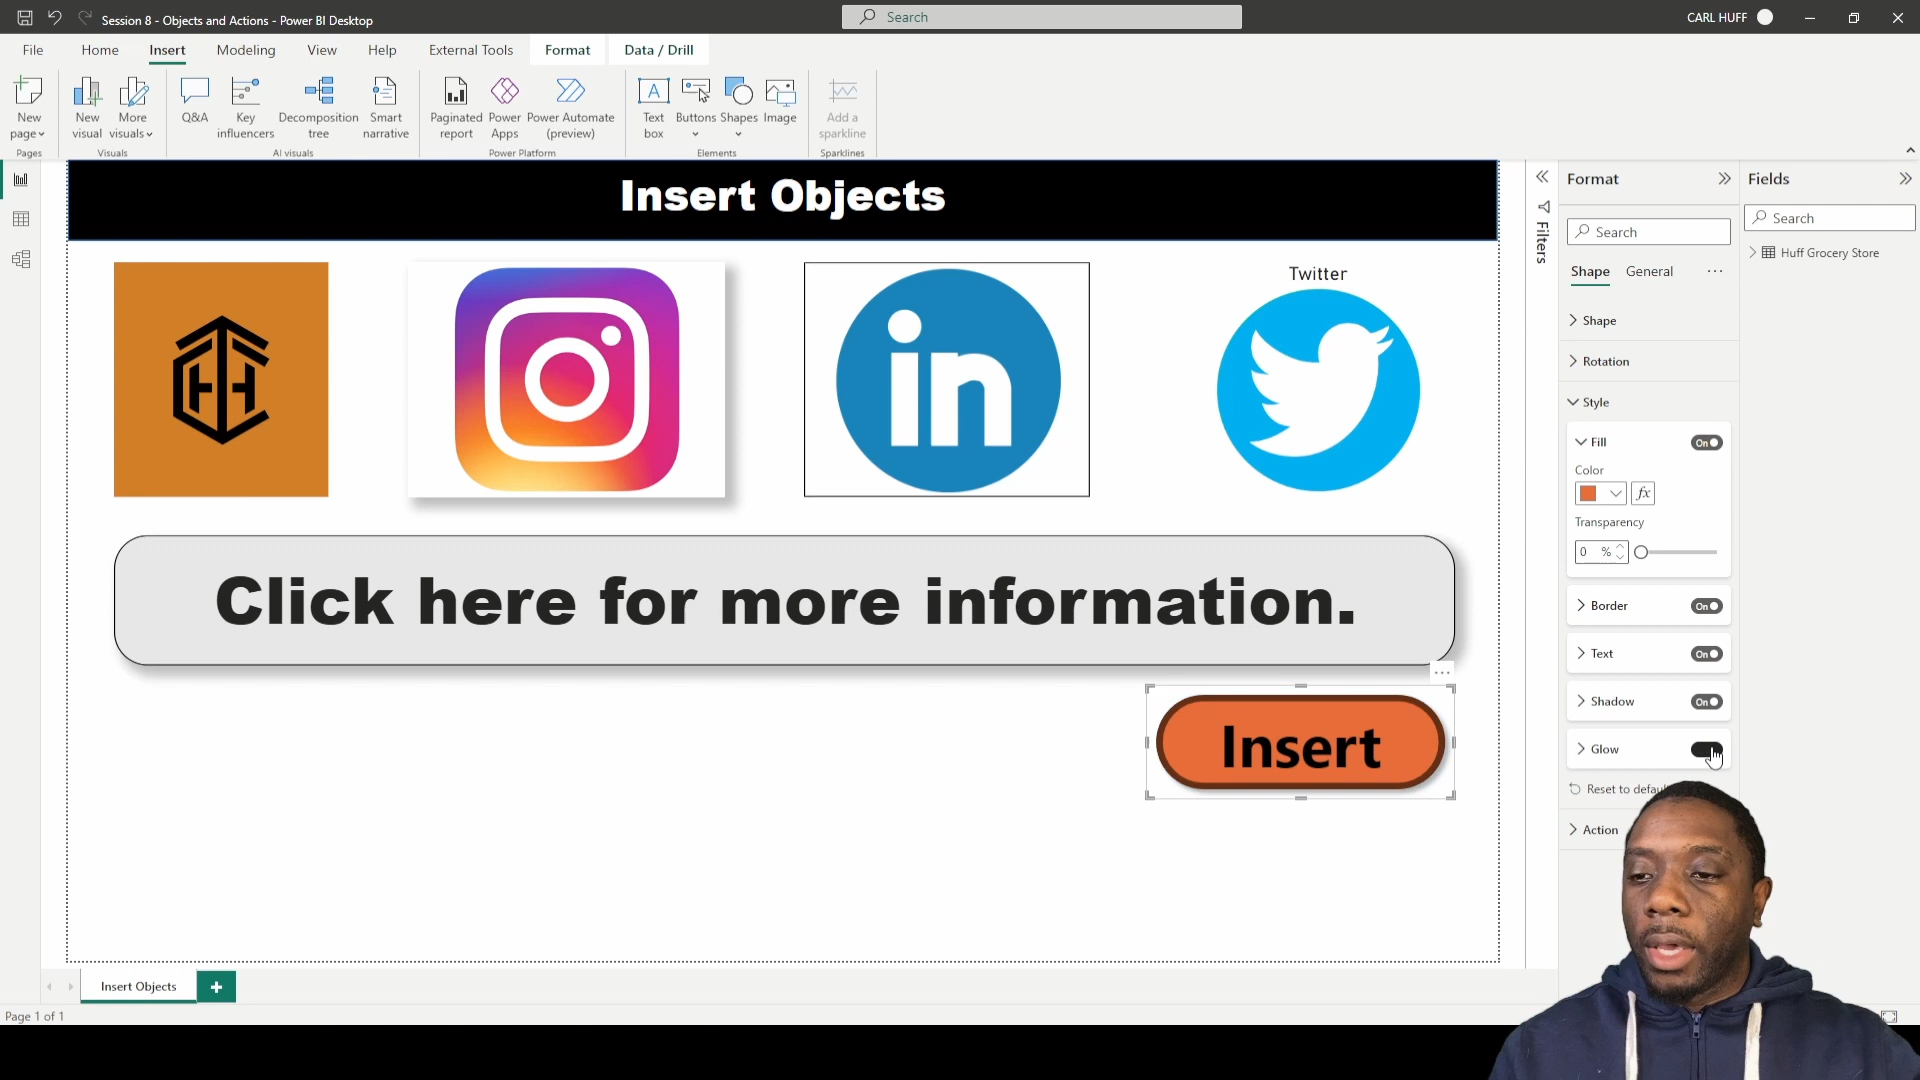 Session 8 - Objects and Actions - Power BI Desktop
Search
CARL HUFF
File
Home
Insert
Modeling
View
Help
External Tools
Format
Data / Drill
New
page
New
visual
More
visuals
Q&A
Key
influencers
Decomposition
tree
Smart
narrative
Paginated
report
Power
Apps
Power Automate
(preview)
Text
box
Buttons
Shapes
Image
Add a
sparkline
Pages
Visuals
AI visuals
Power Platform
Elements
Sparklines
Insert Objects
in
Twitter
Click here for more information.
Insert
Filters
Format
Search
Shape
General
Shape
Rotation
Style
Fill
On
Color
fx
Transparency
0 %
Border
On
Text
On
Shadow
On
Glow
Reset to defau
Action
Fields
Search
Huff Grocery Store
Insert Objects
Page 1 of 1